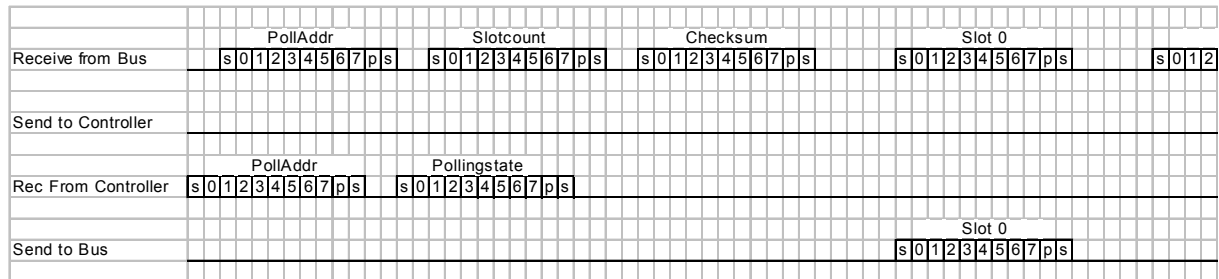 PollAddr Slotcount Checksum Slot 0
Receive from Bus s 0 1 2 3 4 5 6 7 p s s 0 1 2 3 4 5 6 7 p s s 0 1 2 3 4 5 6 7 p s s 0 1 2 3 4 5 6 7 p s s 0 1 2
Send to Controller
PollAddr Pollingstate
Rec From Controller s 0 1 2 3 4 5 6 7 p s s 0 1 2 3 4 5 6 7 p s
Slot 0
Send to Bus s 0 1 2 3 4 5 6 7 p s